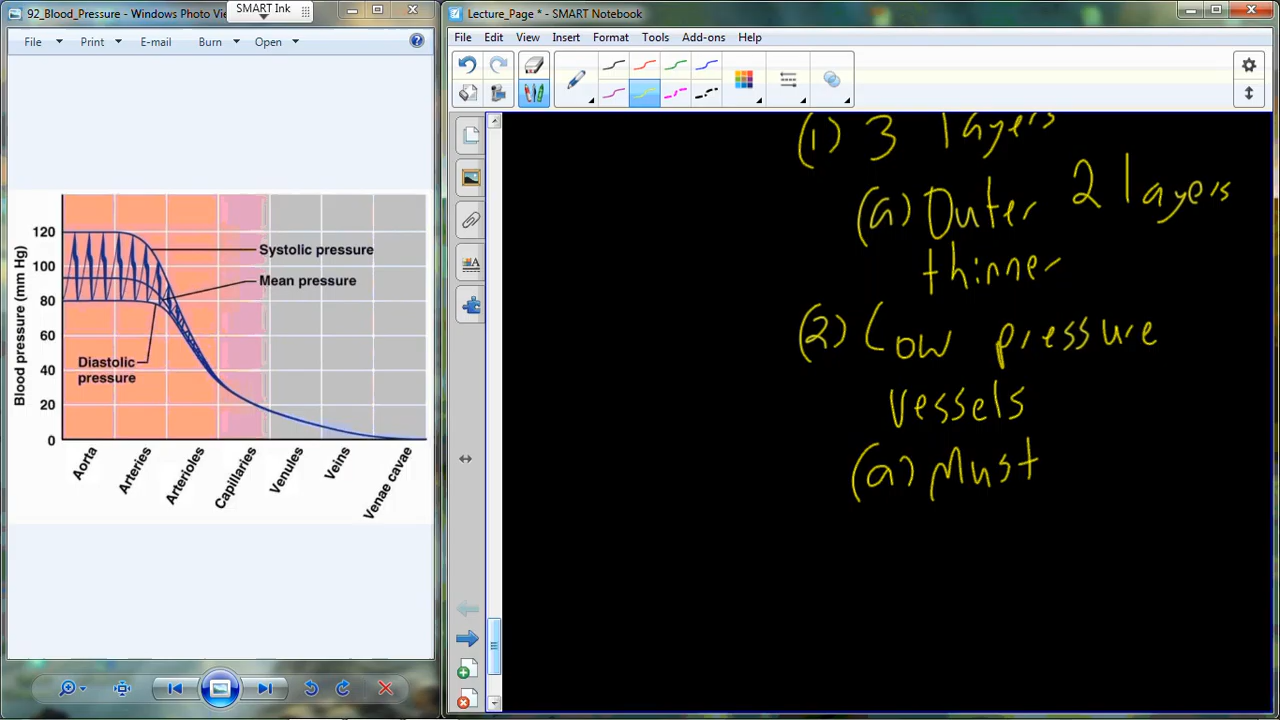 92_Blood_Pressure - Windows Photo Vie
SMART Ink
File Print E-mail Burn Open
120
100
80
60
40
20
0
Blood pressure (mm Hg)
Systolic pressure
Mean pressure
Diastolic
pressure
Aorta
Arteries
Arterioles
Capillaries
Venules
Veins
Venae cavae
Lecture_Page * - SMART Notebook
File Edit View Insert Format Tools Add-ons Help
(1) 3 layers
(a) Outer 2 layers
thinner
(2) Low pressure
vessels
(a) Must